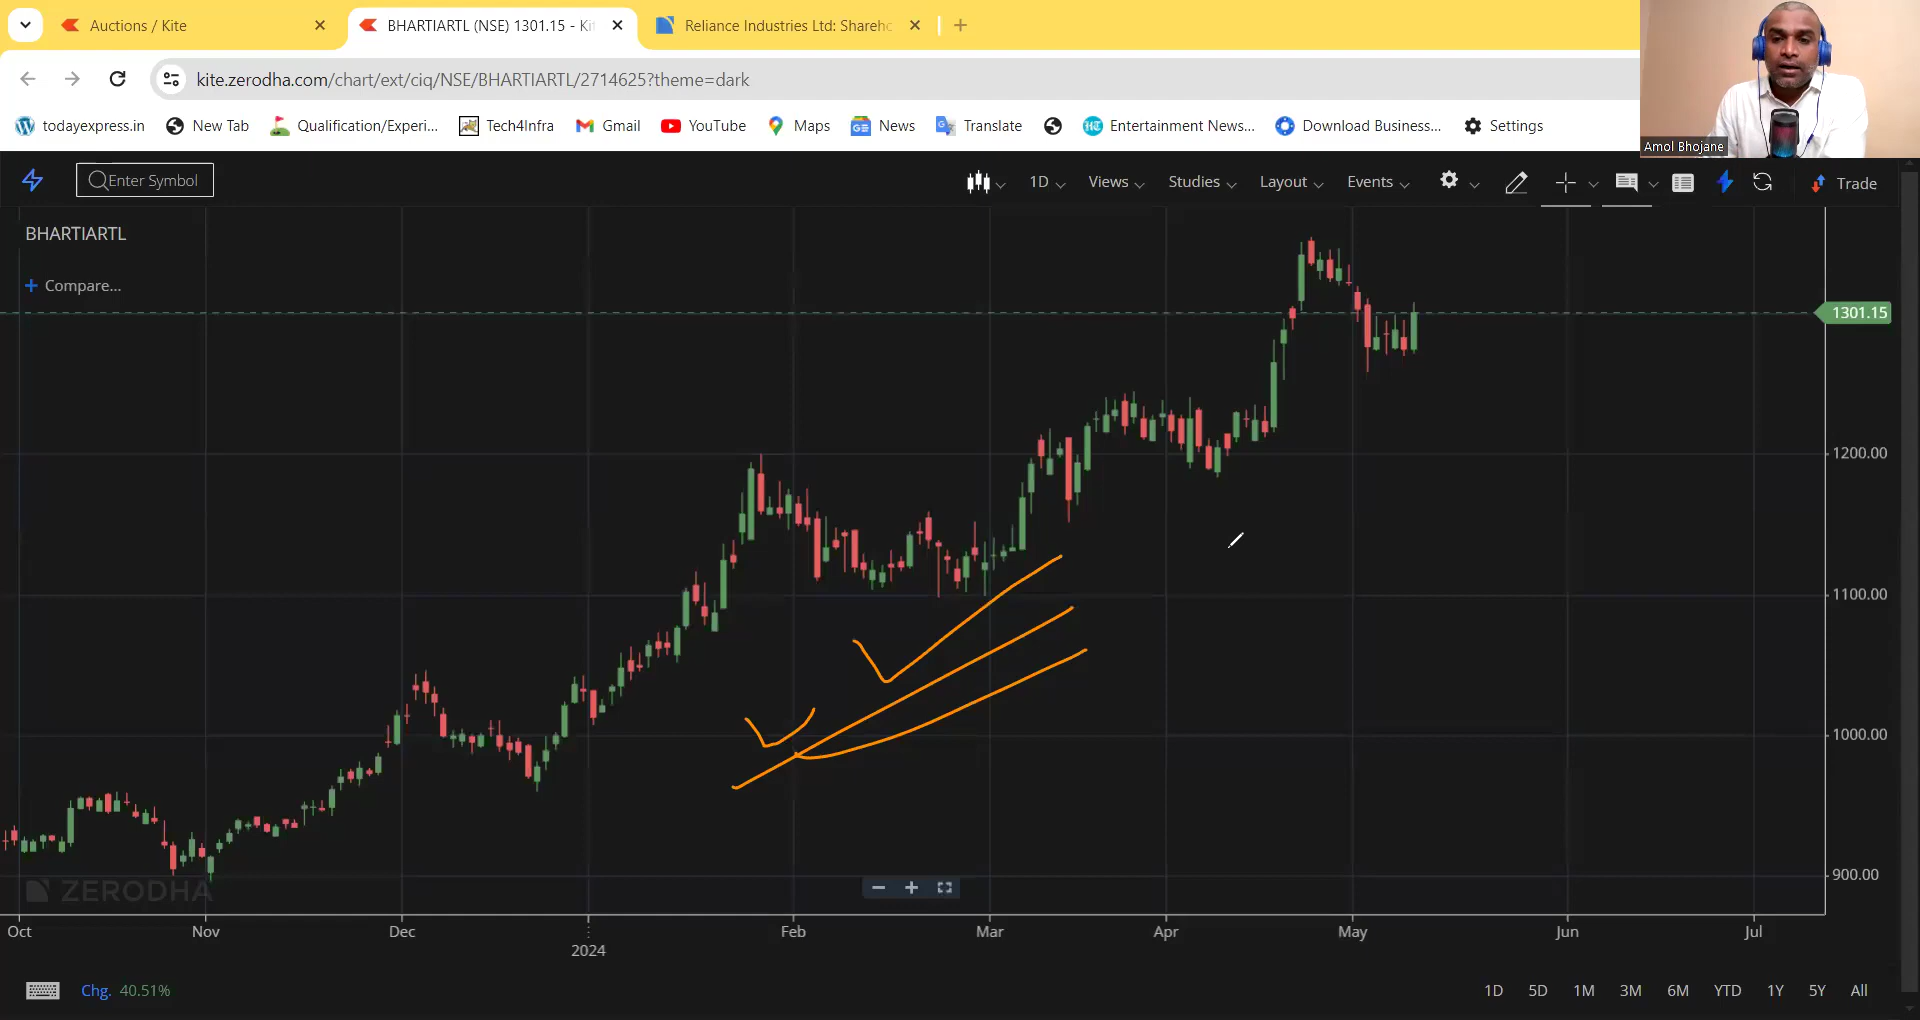 Auctions / Kite
BHARTIARTL (NSE) 1301.15 - Ki
Reliance Industries Ltd: Shareh
kite.zerodha.com/chart/ext/ciq/NSE/BHARTIARTL/2714625?theme=dark
todayexpress.in New Tab Qualification/Experi... Tech4Infra Gmail YouTube Maps News Translate Entertainment News... Download Business... Settings
Amol Bhojane
Enter Symbol 1D Views Studies Layout Events Trade
BHARTIARTL
Compare...
1301.15
1200.00
1100.00
1000.00
900.00
ZERODHA
Oct Nov Dec 2024 Feb Mar Apr May Jun Jul
Chg. 40.51% 1D 5D 1M 3M 6M YTD 1Y 5Y All